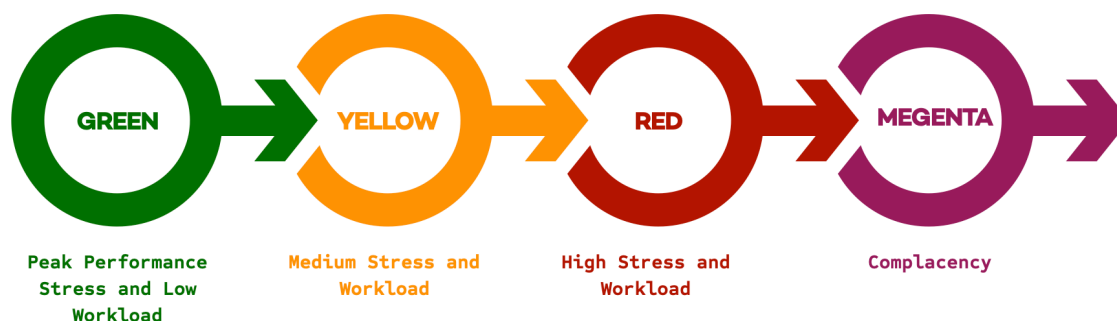 GREEN
YELLOW
RED
MEGENTA
Peak Performance
Stress and Low
Workload
Medium Stress and
Workload
High Stress and
Workload
Complacency